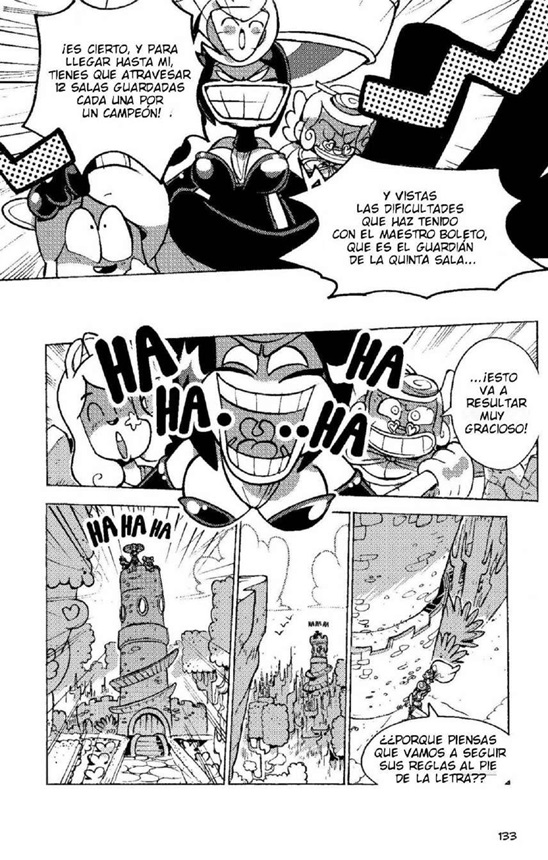 ¡ES CIERTO, Y PARA
LLEGAR HASTA MÍ,
TIENES QUE ATRAVESAR
12 SALAS GUARDADAS
CADA UNA POR
UN CAMPEÓN!
Y VISTAS
LAS DIFICULTADES
QUE HAZ TENIDO
CON EL MAESTRO BOLETO,
QUE ES EL GUARDIÁN
DE LA QUINTA SALA...
HA
HA.
...HA
HA
...¡ESTO
VA A
RESULTAR
MUY
GRACIOSO!
HA HA HA
HA HA HA
¿¿PORQUE PIENSAS
QUE VAMOS A SEGUIR
SUS REGLAS AL PIE
DE LA LETRA??
133